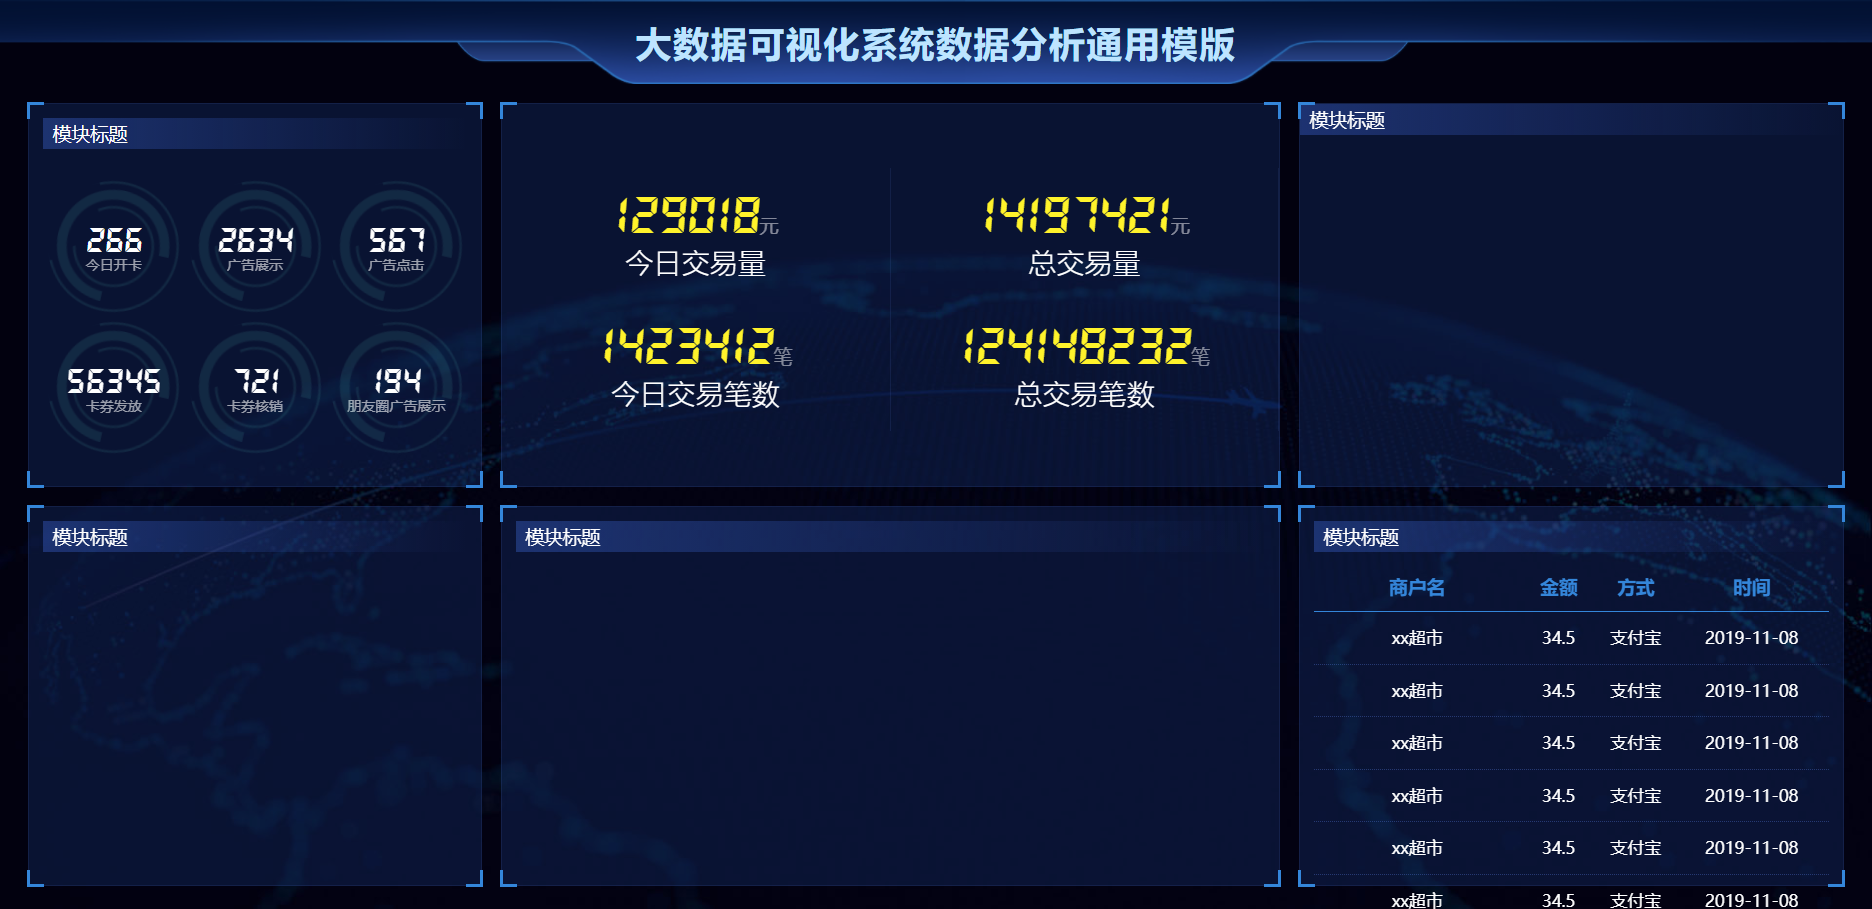 大数据可视化系统数据分析通用模版
模块标题
266
今日开卡
2634
广告展示
567
广告点击
56345
卡券发放
721
卡券核销
194
朋友圈广告展示
129018元
今日交易量
14197421元
总交易量
1423412笔
今日交易笔数
124148232笔
总交易笔数
模块标题
模块标题
模块标题
模块标题
商户名 金额 方式 时间
xx超市 34.5 支付宝 2019-11-08
xx超市 34.5 支付宝 2019-11-08
xx超市 34.5 支付宝 2019-11-08
xx超市 34.5 支付宝 2019-11-08
xx超市 34.5 支付宝 2019-11-08
xx超市 34.5 支付宝 2019-11-08